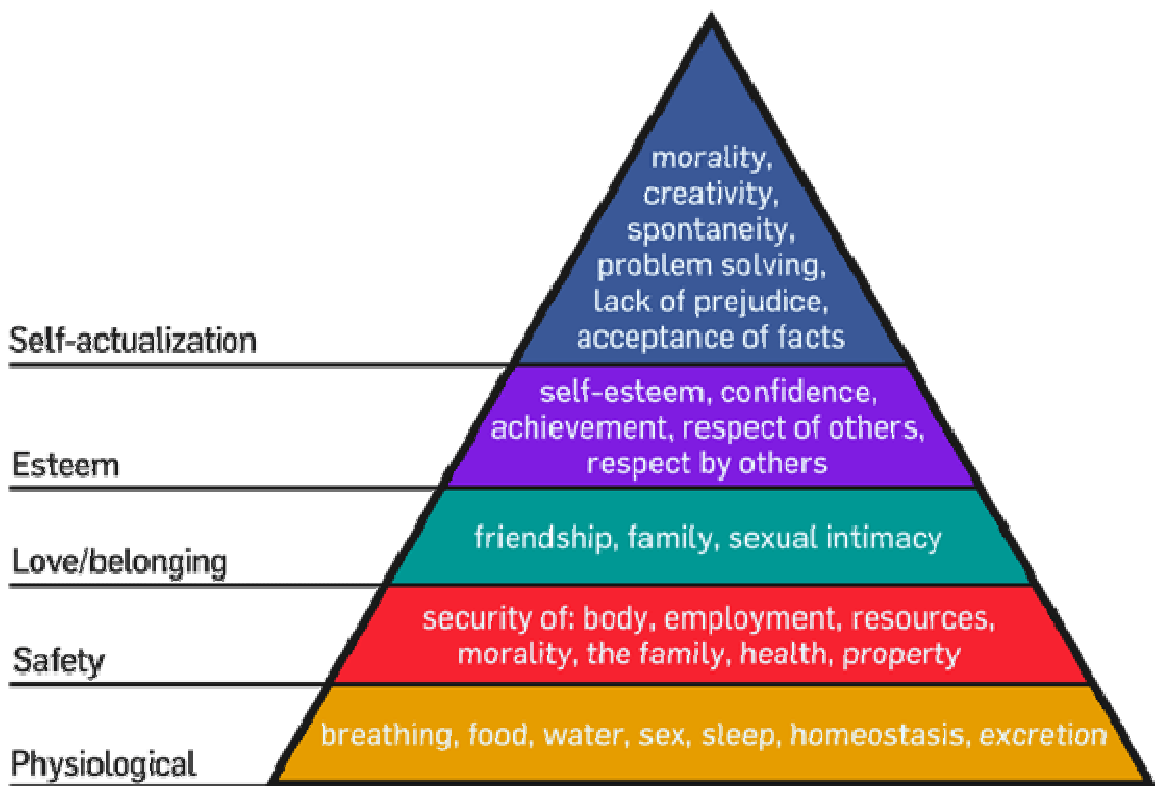 morality,
creativity,
spontaneity,
problem solving,
lack of prejudice,
acceptance of facts
Self-actualization
self-esteem, confidence,
achievement, respect of others,
respect by others
Esteem
friendship, family, sexual intimacy
Love/belonging
security of: body, employment, resources,
morality, the family, health, property
Safety
breathing, food, water, sex, sleep, homeostasis, excretion
Physiological